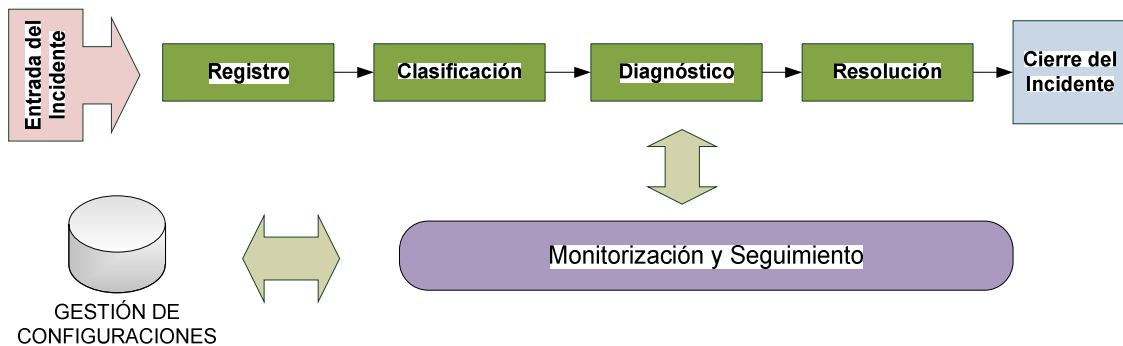 Entrada del
Incidente
Registro
Clasificación
Diagnóstico
Resolución
Cierre del
Incidente
Monitorización y Seguimiento
GESTIÓN DE
CONFIGURACIONES